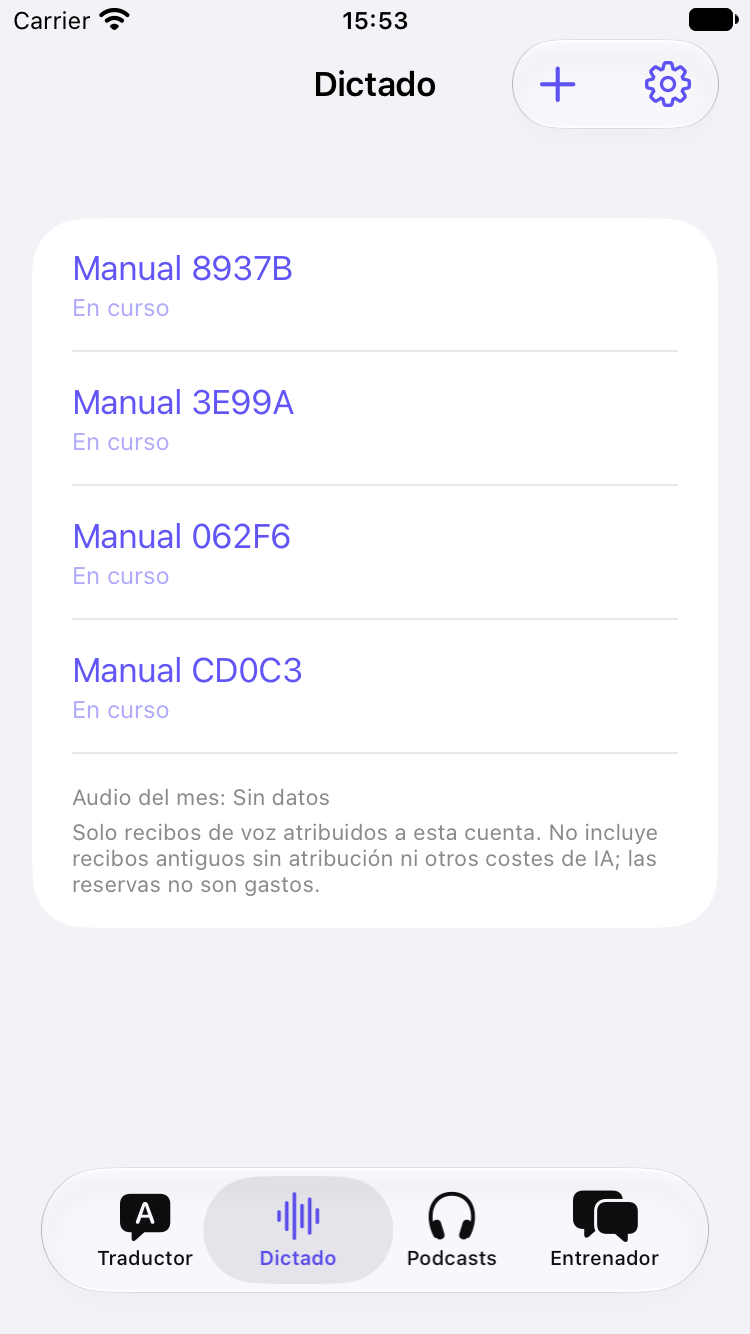 Carrier
15:53
Dictado
Manual 8937B
En curso
Manual 3E99A
En curso
Manual 062F6
En curso
Manual CD0C3
En curso
Audio del mes: Sin datos
Solo recibos de voz atribuidos a esta cuenta. No incluye
recibos antiguos sin atribución ni otros costes de IA; las
reservas no son gastos.
A
Traductor
Dictado
Podcasts
Entrenador